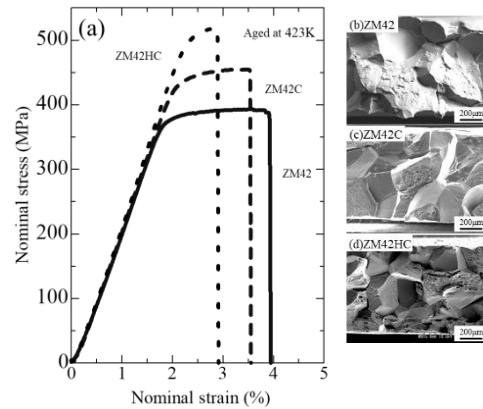 (a)
ZM42HC
Aged at 423K
ZM42C
ZM42
500
400
300
200
100
0
0
1
2
3
4
5
Nominal stress (MPa)
Nominal strain (%)
(b)ZM42
200μm
(c)ZM42C
200μm
(d)ZM42HC
200μm